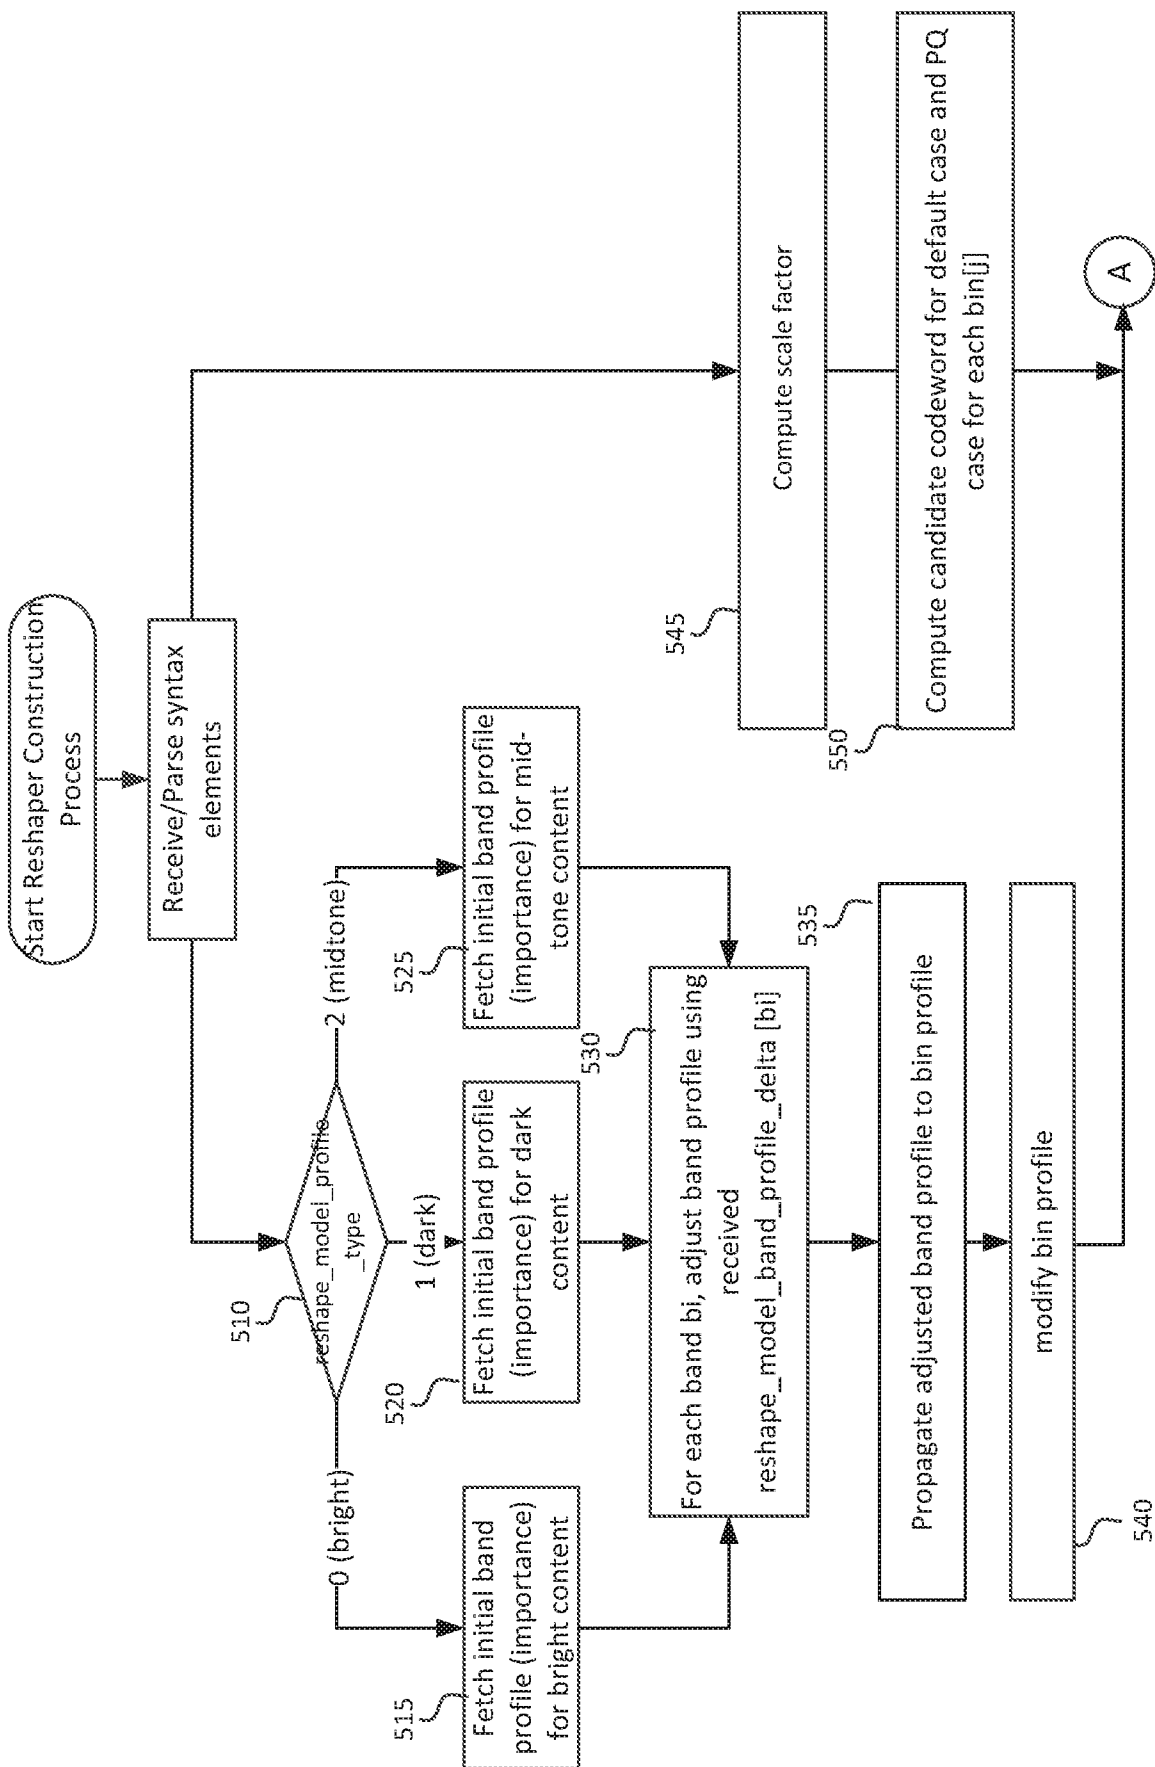 Start Reshaper Construction
Process
Receive/Parse syntax
elements
510
reshape_model_profile
_type
0 (bright)
1 (dark)
2 (midtone)
515
Fetch initial band
profile (importance)
for bright content
520
Fetch initial band profile
(importance) for dark
content
525
Fetch initial band profile
(importance) for mid-
tone content
530
For each band bi, adjust band profile using
received
reshape_model_band_profile_delta [bi]
535
Propagate adjusted band profile to bin profile
540
modify bin profile
545
Compute scale factor
550
Compute candidate codeword for default case and PQ
case for each bin[j]
A